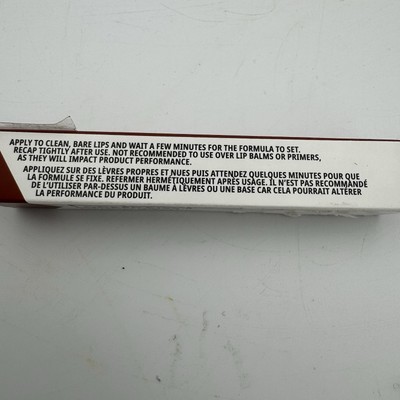 APPLY TO CLEAN, BARE LIPS AND WAIT A FEW MINUTES FOR THE FORMULA TO SET.
RECAP TIGHTLY AFTER USE. NOT RECOMMENDED TO USE OVER LIP BALMS OR PRIMERS,
AS THEY WILL IMPACT PRODUCT PERFORMANCE.
APPLIQUEZ SUR DES LÈVRES PROPRES ET NUES PUIS ATTENDEZ QUELQUES MINUTES POUR QUE
LA FORMULE SE FIXE. REFERMER HERMÉTIQUEMENT APRÈS USAGE. IL N'EST PAS RECOMMANDÉ
DE L'UTILISER PAR-DESSUS UN BAUME À LÈVRES OU UNE BASE CAR CELA POURRAIT ALTÉRER
LA PERFORMANCE DU PRODUIT.